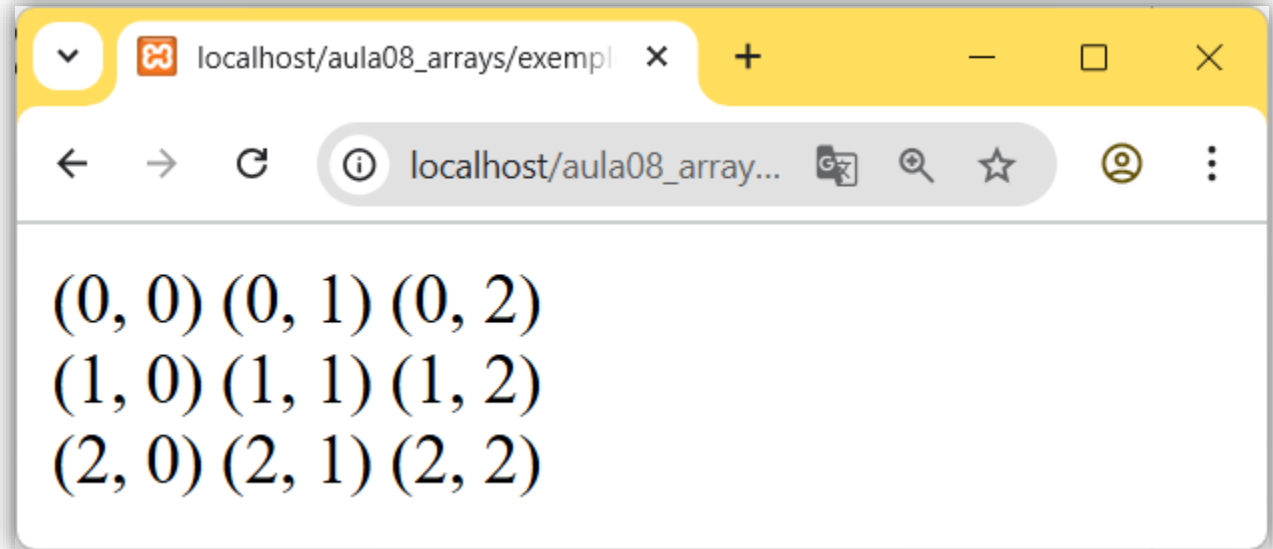 localhost/aula08_arrays/exempl
localhost/aula08_array...
(0, 0) (0, 1) (0, 2)
(1, 0) (1, 1) (1, 2)
(2, 0) (2, 1) (2, 2)